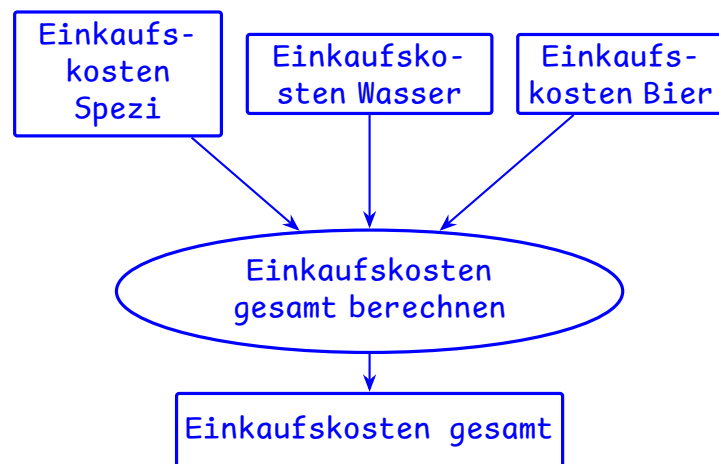 Einkaufs-
kosten
Spezi
Einkaufsko-
sten Wasser
Einkaufs-
kosten Bier
Einkaufskosten
gesamt berechnen
Einkaufskosten gesamt